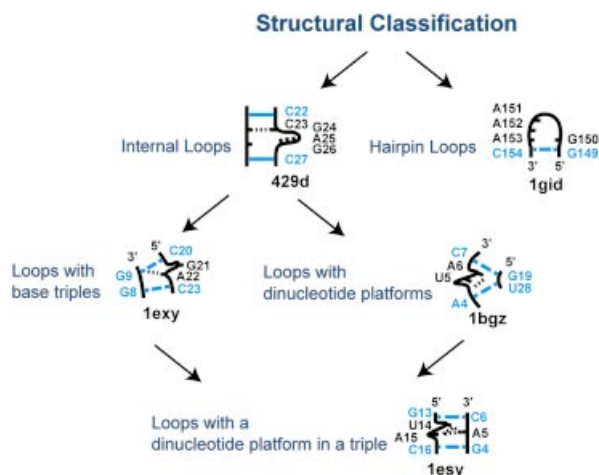 Structural Classification
Internal Loops
C22
C23
G24
A25
G26
C27
429d
Hairpin Loops
A151
A152
A153
C154
G150
G149
3' 5'
1gid
Loops with
base triples
3' 5'
C20
G21
G9
A22
G8
C23
1exy
Loops with
dinucleotide platforms
C7
3'
A6
5'
U5
G19
U28
A4
1bgz
Loops with a
dinucleotide platform in a triple
5' 3'
G13
C6
U14
A15
A5
C16
G4
1esy